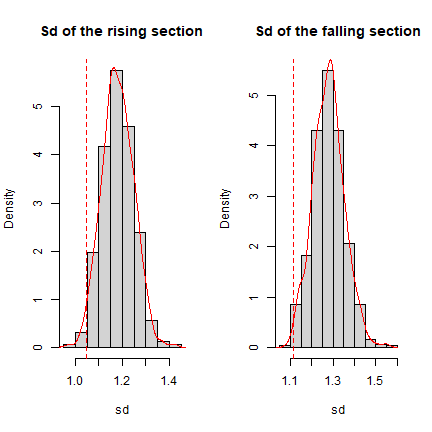 Sd of the rising section
Density
0 1 2 3 4 5
1.0 1.2 1.4
sd
Sd of the falling section
Density
0 1 2 3 4 5
1.1 1.3 1.5
sd